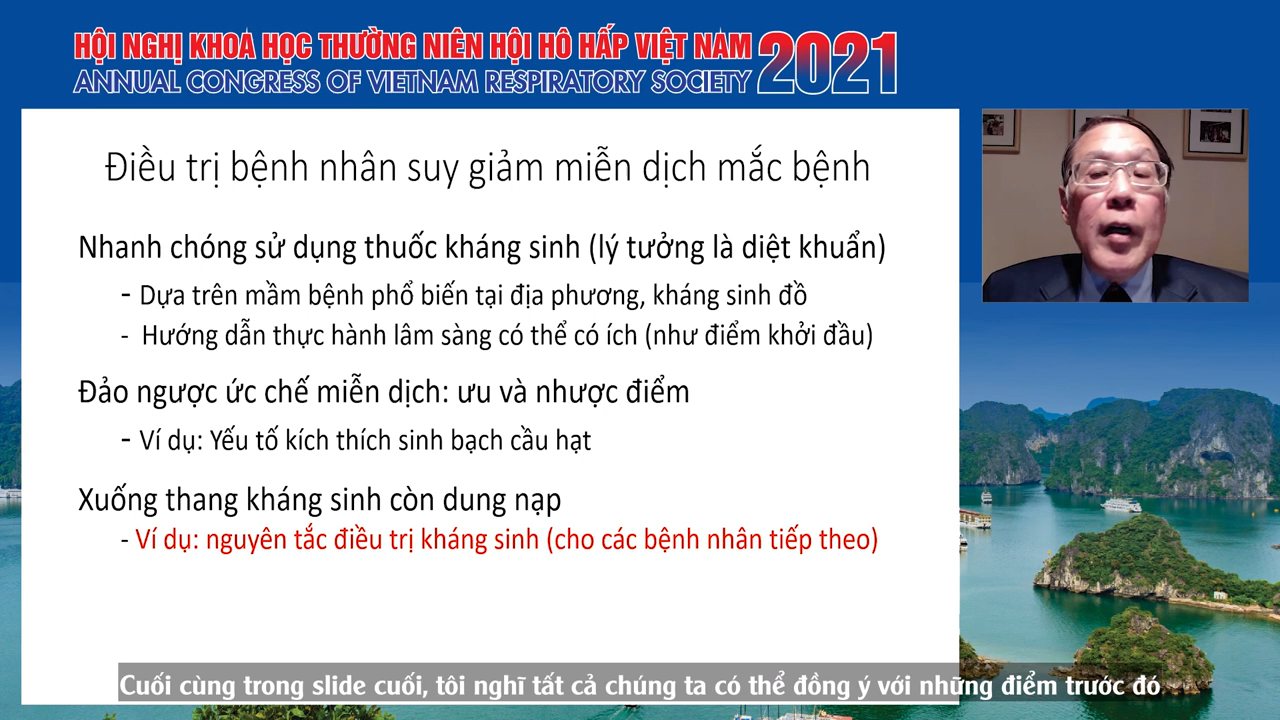 HỘI NGHỊ KHOA HỌC THƯỜNG NIÊN HỘI HÔ HẤP VIỆT NAM 2021
ANNUAL CONGRESS OF VIETNAM RESPIRATORY SOCIETY
Điều trị bệnh nhân suy giảm miễn dịch mắc bệnh
Nhanh chóng sử dụng thuốc kháng sinh (lý tưởng là diệt khuẩn)
- Dựa trên mầm bệnh phổ biến tại địa phương, kháng sinh đồ
- Hướng dẫn thực hành lâm sàng có thể có ích (như điểm khởi đầu)
Đảo ngược ức chế miễn dịch: ưu và nhược điểm
- Ví dụ: Yếu tố kích thích sinh bạch cầu hạt
Xuống thang kháng sinh còn dung nạp
- Ví dụ: nguyên tắc điều trị kháng sinh (cho các bệnh nhân tiếp theo)
Cuối cùng trong slide cuối, tôi nghĩ tất cả chúng ta có thể đồng ý với những điểm trước đó